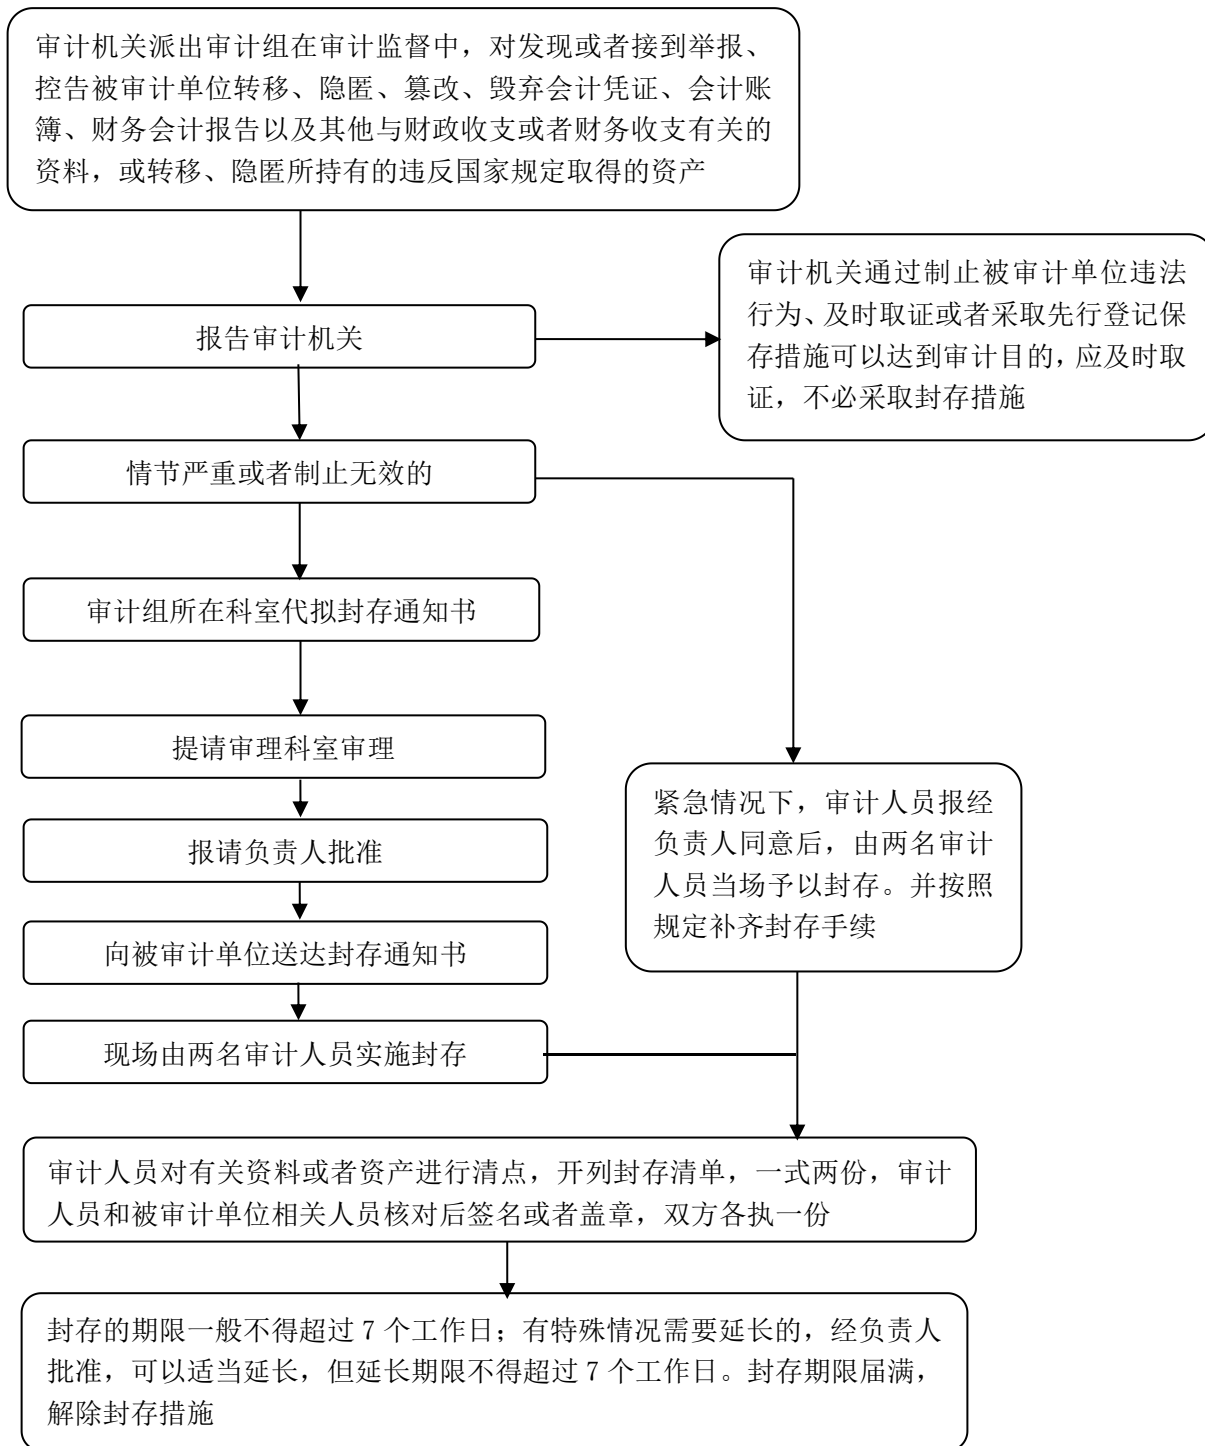 审计机关派出审计组在审计监督中，对发现或者接到举报、
控告被审计单位转移、隐匿、篡改、毁弃会计凭证、会计账
簿、财务会计报告以及其他与财政收支或者财务收支有关的
资料，或转移、隐匿所持有的违反国家规定取得的资产
报告审计机关
审计机关通过制止被审计单位违法
行为、及时取证或者采取先行登记保
存措施可以达到审计目的，应及时取
证，不必采取封存措施
情节严重或者制止无效的
审计组所在科室代拟封存通知书
提请审理科室审理
报请负责人批准
向被审计单位送达封存通知书
现场由两名审计人员实施封存
紧急情况下，审计人员报经
负责人同意后，由两名审计
人员当场予以封存。并按照
规定补齐封存手续
审计人员对有关资料或者资产进行清点，开列封存清单，一式两份，审计
人员和被审计单位相关人员核对后签名或者盖章，双方各执一份
封存的期限一般不得超过 7 个工作日；有特殊情况需要延长的，经负责人
批准，可以适当延长，但延长期限不得超过 7 个工作日。封存期限届满，
解除封存措施